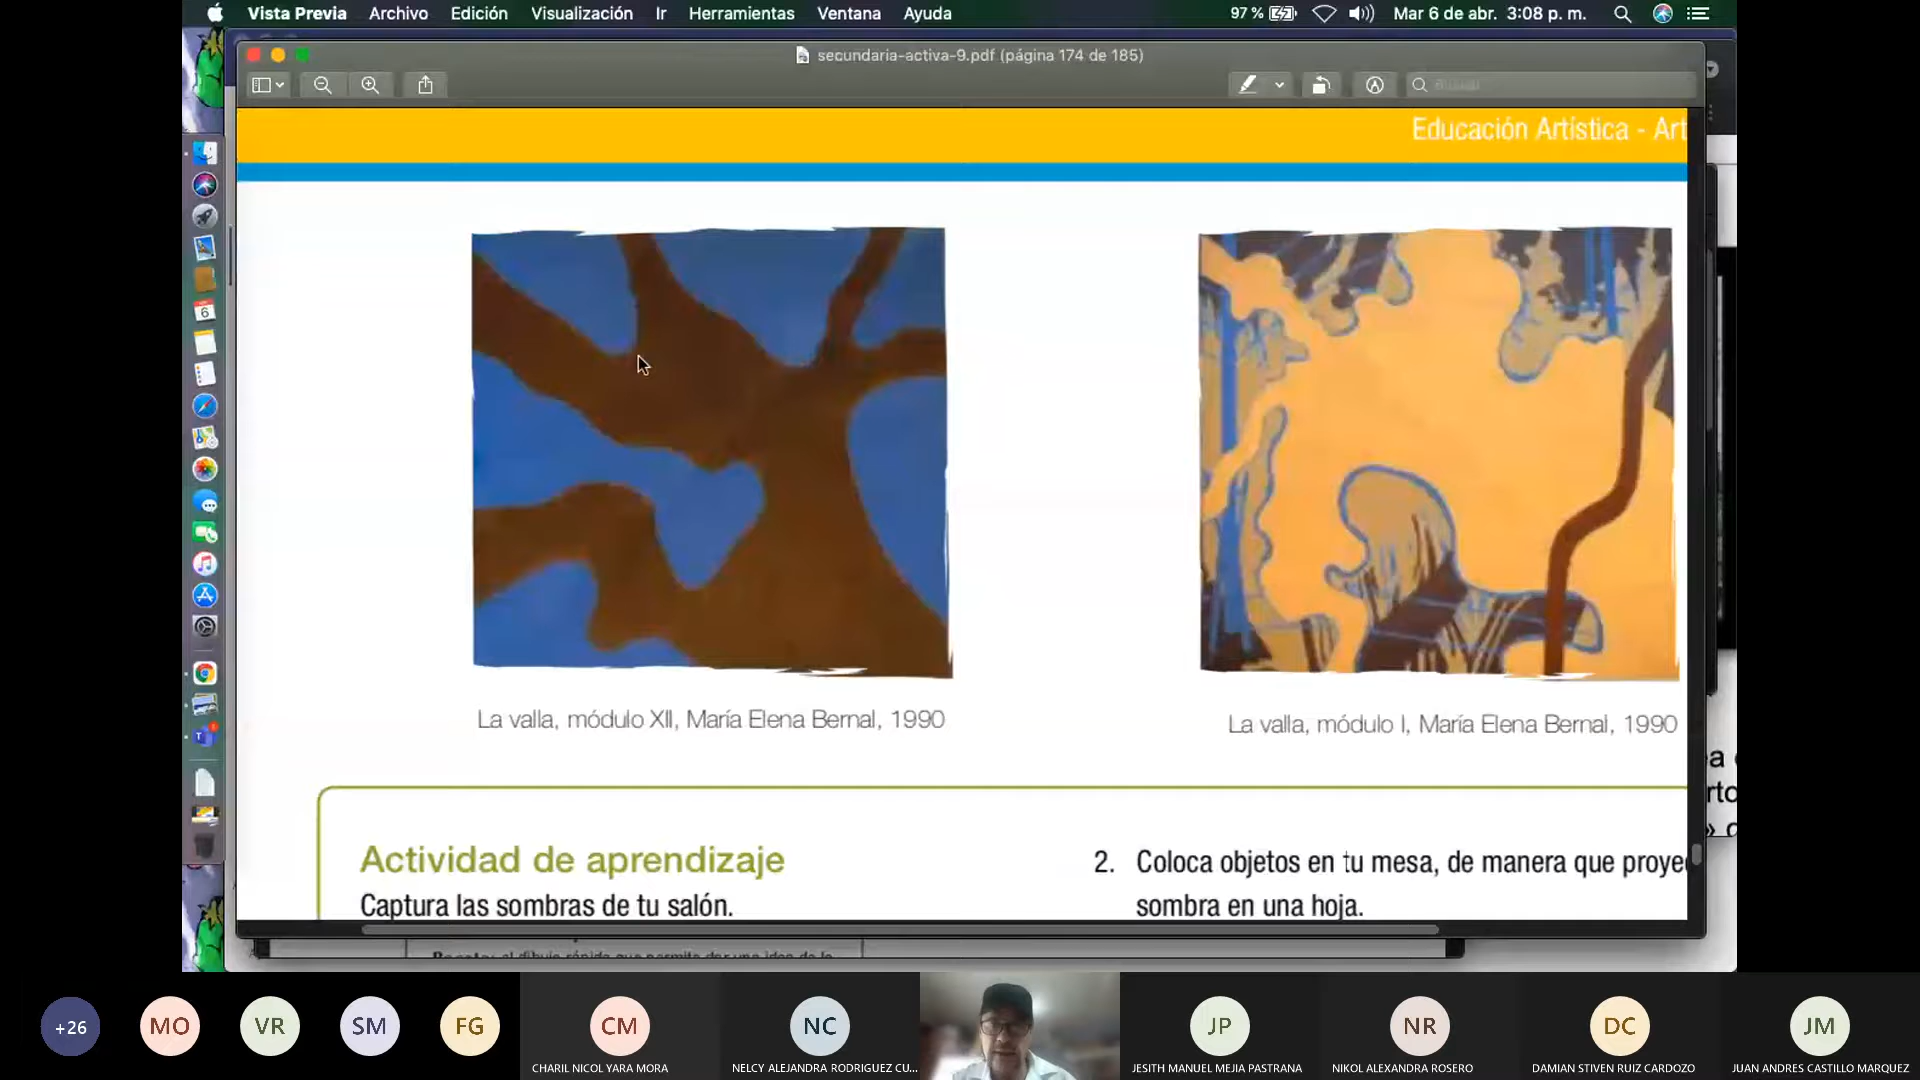 Vista Previa Archivo Edición Visualización Ir Herramientas Ventana Ayuda 97 % Mar 6 de abr. 3:08 p. m.
secundaria-activa-9.pdf (página 174 de 185)
Buscar
Educación Artística - Art
6
La valla, módulo XII, María Elena Bernal, 1990
La valla, módulo I, María Elena Bernal, 1990
Actividad de aprendizaje
Captura las sombras de tu salón.
2. Coloca objetos en tu mesa, de manera que proye
sombra en una hoja.
+26 MO VR SM FG CM NC JP NR DC JM
CHARIL NICOL YARA MORA NELCY ALEJANDRA RODRIGUEZ CU... JESITH MANUEL MEJIA PASTRANA NIKOL ALEXANDRA ROSERO DAMIAN STIVEN RUIZ CARDOZO JUAN ANDRES CASTILLO MARQUEZ